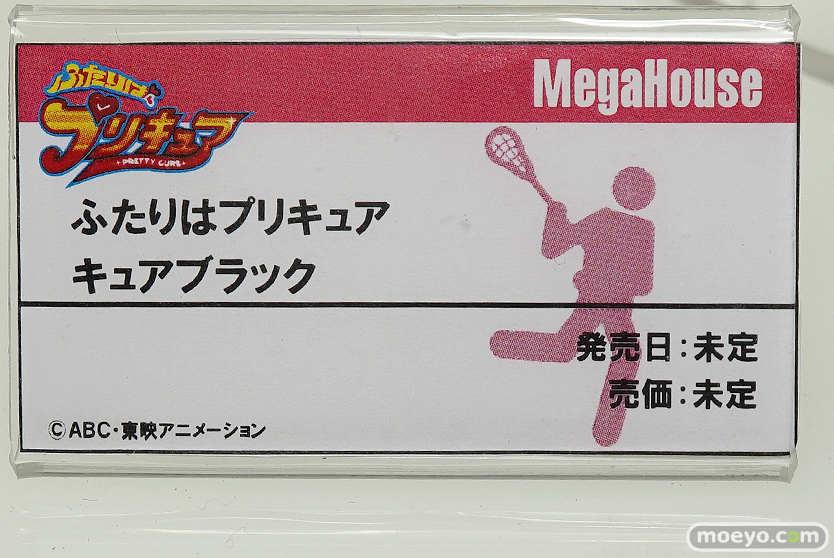 ふたりは
プリキュア
PRETTY CURE
MegaHouse
ふたりはプリキュア
キュアブラック
発売日：未定
売価：未定
©ABC・東映アニメーション
moeyo.com